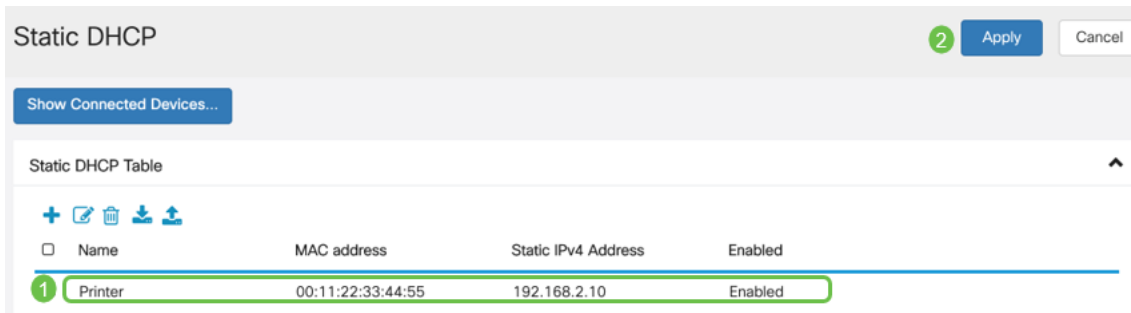 Static DHCP
2 Apply Cancel
Show Connected Devices...
Static DHCP Table
Name MAC address Static IPv4 Address Enabled
1 Printer 00:11:22:33:44:55 192.168.2.10 Enabled